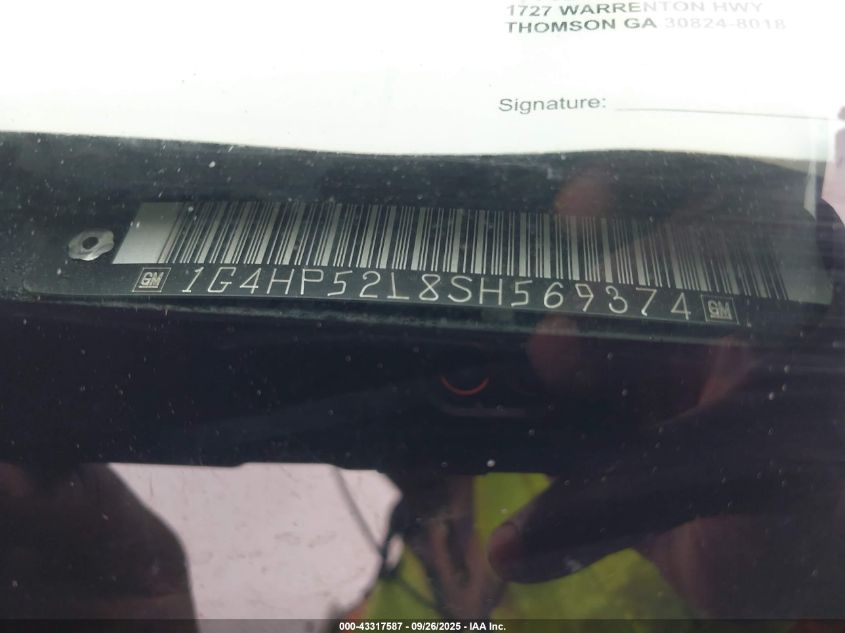 1727 WARRENTON HWY
THOMSON GA 30824-8018
Signature:
GM 1G4HP52L8SH569374 GM
000-43317587 - 09/26/2025 - IAA Inc.